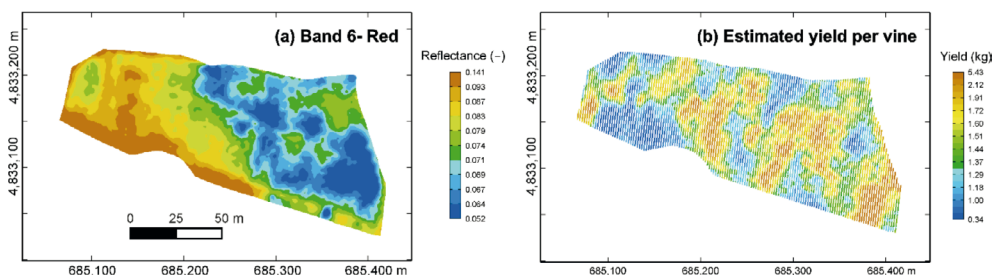 (a) Band 6- Red
Reflectance (–)
0.141
0.093
0.087
0.083
0.079
0.074
0.071
0.069
0.067
0.064
0.052
4,833,200 m
4,833,100
0 25 50 m
685.100 685.200 685.300 685.400 m
(b) Estimated yield per vine
Yield (kg)
5.43
2.12
1.91
1.72
1.60
1.44
1.32
1.29
1.18
1.00
0.34
4,833,200 m
4,833,100
685.100 685.200 685.300 685.400 m